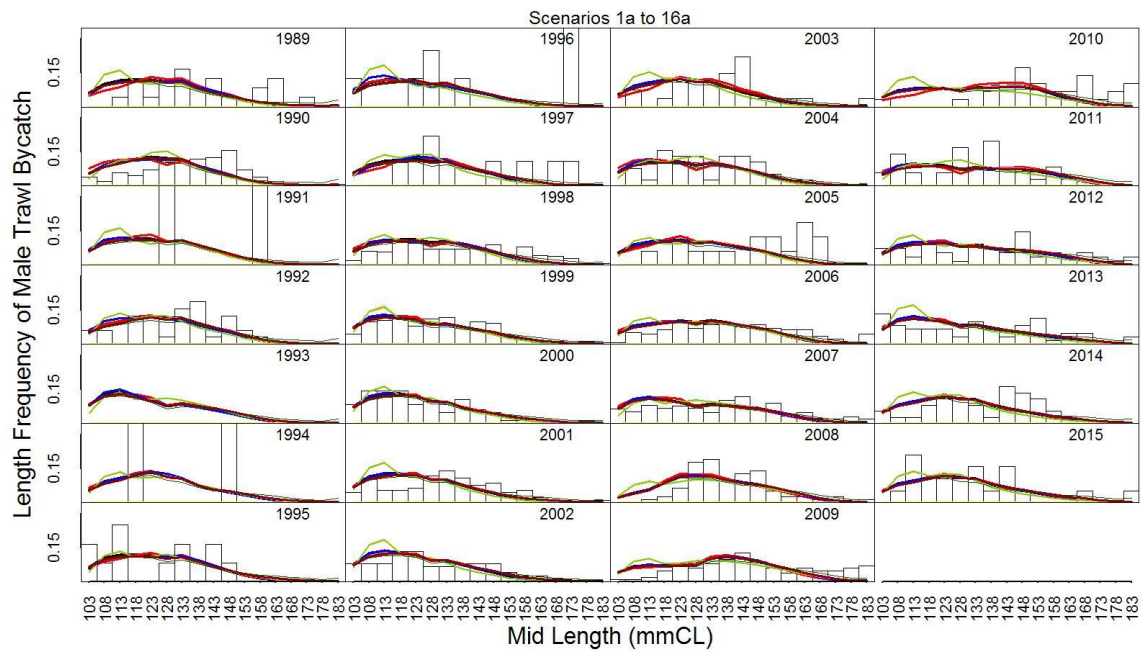 Scenarios 1a to 16a
Length Frequency of Male Trawl Bycatch
1989 1996 2003 2010
0.15
1990 1997 2004 2011
0.15
1991 1998 2005 2012
0.15
1992 1999 2006 2013
0.15
1993 2000 2007 2014
0.15
1994 2001 2008 2015
0.15
1995 2002 2009
0.15
103 108 113 118 123 128 133 138 143 148 153 158 163 168 173 178 183 103 108 113 118 123 128 133 138 143 148 153 158 163 168 173 178 183 103 108 113 118 123 128 133 138 143 148 153 158 163 168 173 178 183 103 108 113 118 123 128 133 138 143 148 153 158 163 168 173 178 183
Mid Length (mmCL)